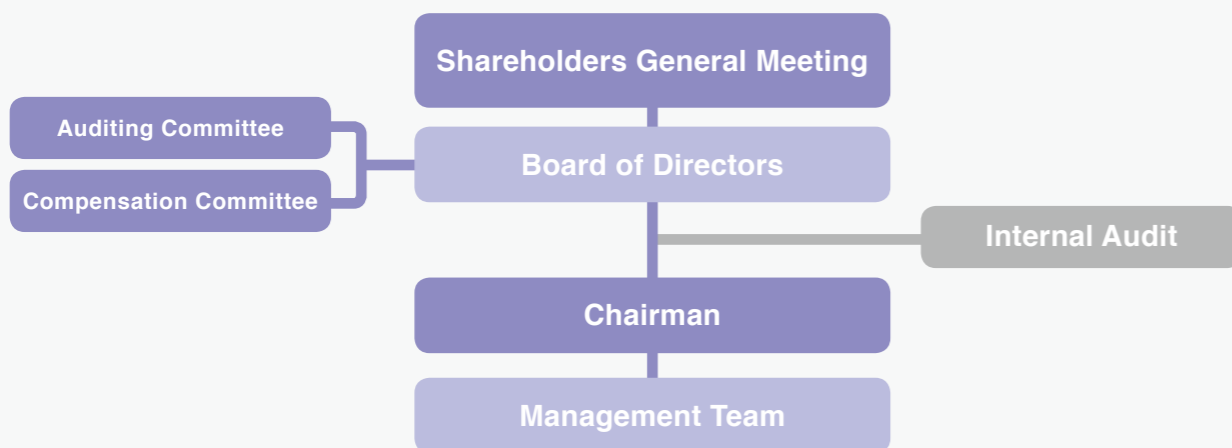 Shareholders General Meeting
Auditing Committee
Board of Directors
Compensation Committee
Internal Audit
Chairman
Management Team